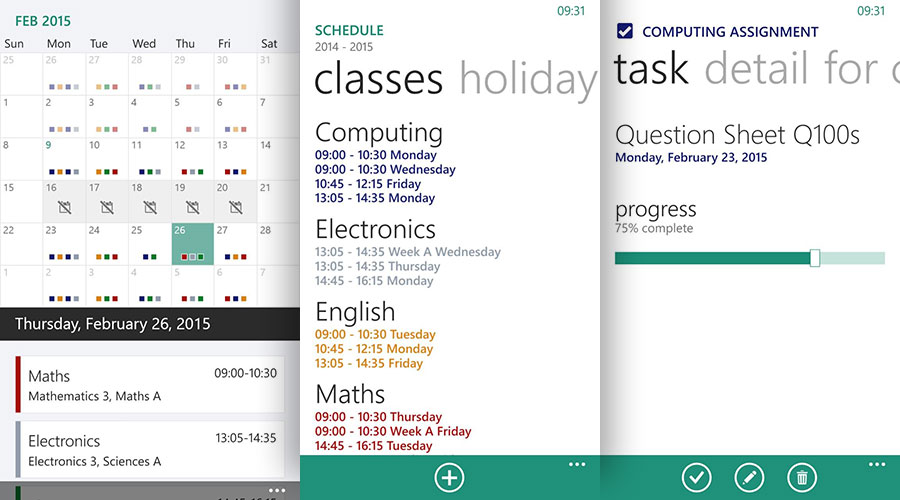 FEB 2015
Sun Mon Tue Wed Thu Fri Sat
25 26 27 28 29 30 31
1 2 3 4 5 6 7
8 9 10 11 12 13 14
15 16 17 18 19 20 21
22 23 24 25 26 27 28
1 2 3 4 5 6 7
Thursday, February 26, 2015
Maths 09:00-10:30
Mathematics 3, Maths A
Electronics 13:05-14:35
Electronics 3, Sciences A
09:31
SCHEDULE
2014 - 2015
classes holiday
Computing
09:00 - 10:30 Monday
09:00 - 10:30 Wednesday
10:45 - 12:15 Friday
13:05 - 14:35 Monday
Electronics
13:05 - 14:35 Week A Wednesday
13:05 - 14:35 Thursday
14:45 - 16:15 Monday
English
09:00 - 10:30 Tuesday
10:45 - 12:15 Monday
13:05 - 14:35 Friday
Maths
09:00 - 10:30 Thursday
09:00 - 10:30 Week A Friday
14:45 - 16:15 Tuesday
09:31
COMPUTING ASSIGNMENT
task detail for
Question Sheet Q100s
Monday, February 23, 2015
progress
75% complete